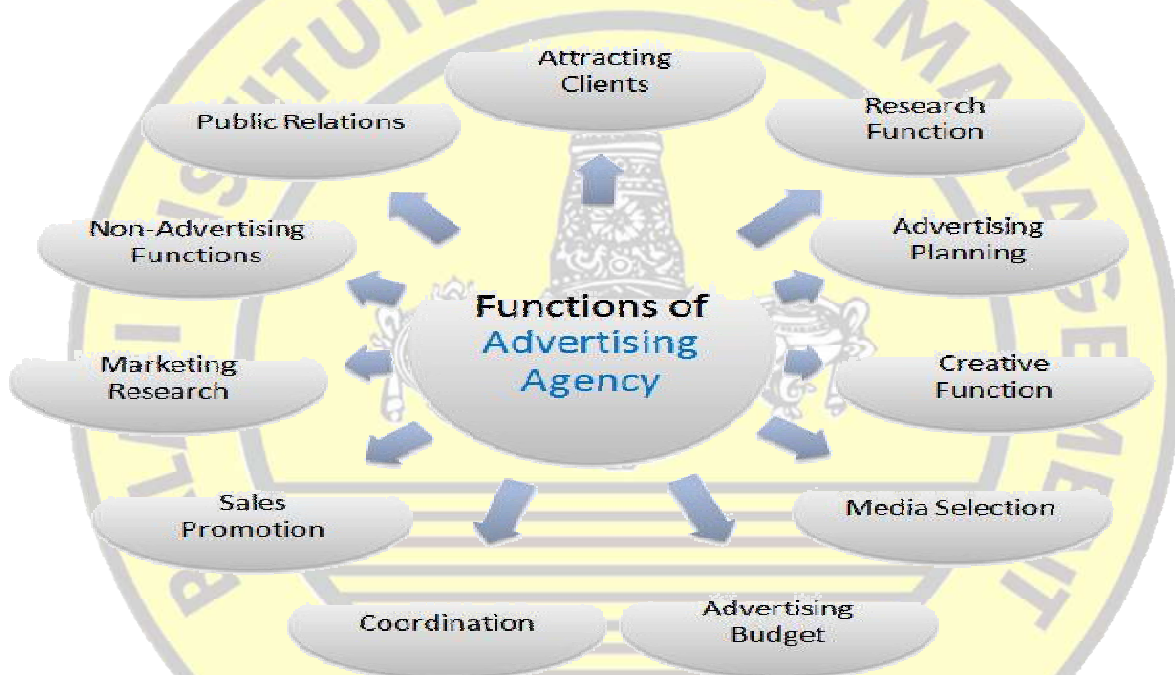 Attracting
Clients
Research
Function
Advertising
Planning
Creative
Function
Media Selection
Advertising
Budget
Coordination
Sales
Promotion
Marketing
Research
Non-Advertising
Functions
Public Relations
Functions of
Advertising
Agency